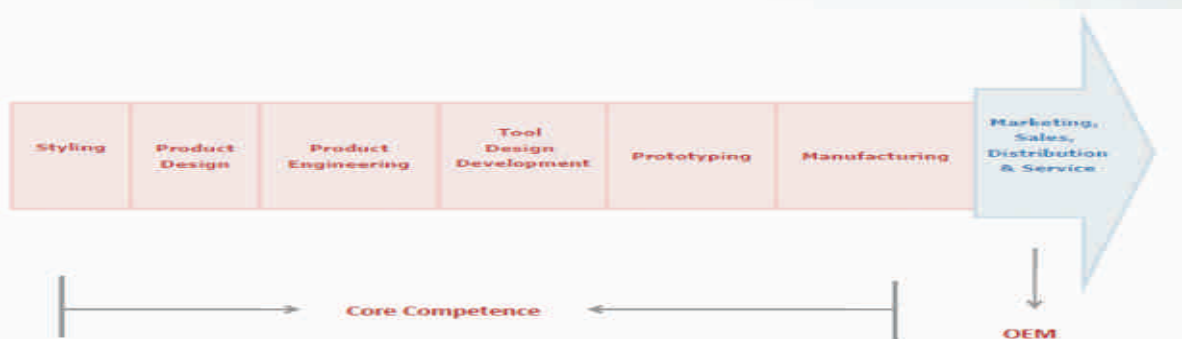 Styling
Product
Design
Product
Engineering
Tool
Design
Development
Prototyping
Manufacturing
Marketing,
Sales,
Distribution
& Service
Core Competence
OEM